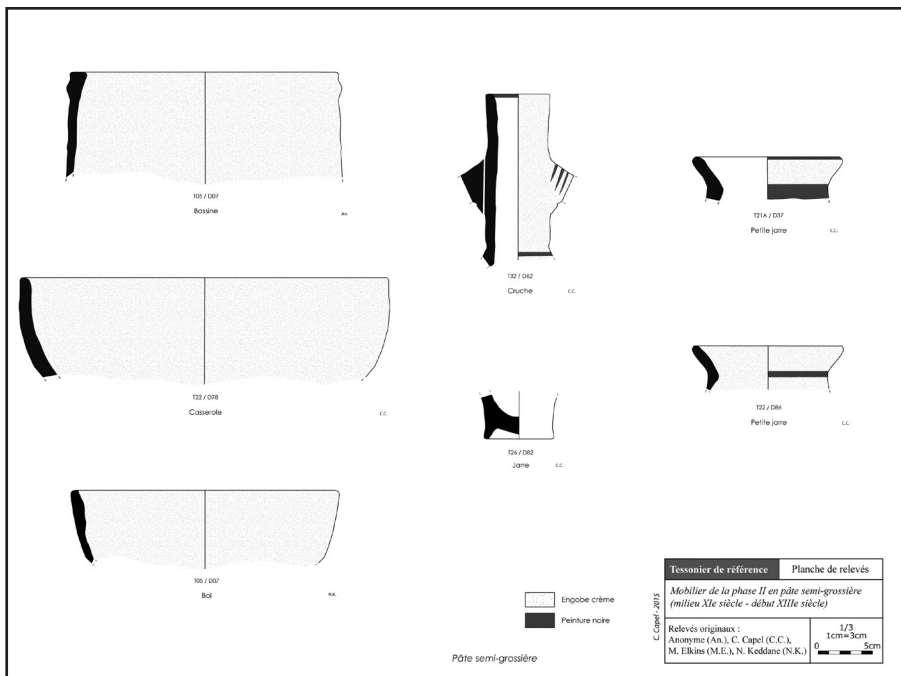 T05 / D07
Bassine
An.
T32 / D62
Cruche
C.C.
T21A / D37
Petite jarre
C.C.
T22 / D78
Casserole
C.C.
T22 / D86
Petite jarre
C.C.
T26 / D82
Jarre
C.C.
T05 / D07
Bol
N.K.
Engobe crème
Peinture noire
Pâte semi-grossière
C. Capel - 2015
Tessonier de référence
Planche de relevés
Mobilier de la phase II en pâte semi-grossière
(milieu XIe siècle - début XIIIe siècle)
Relevés originaux :
Anonyme (An.), C. Capel (C.C.),
M. Elkins (M.E.), N. Keddane (N.K.)
1/3
1cm=3cm
0 5cm